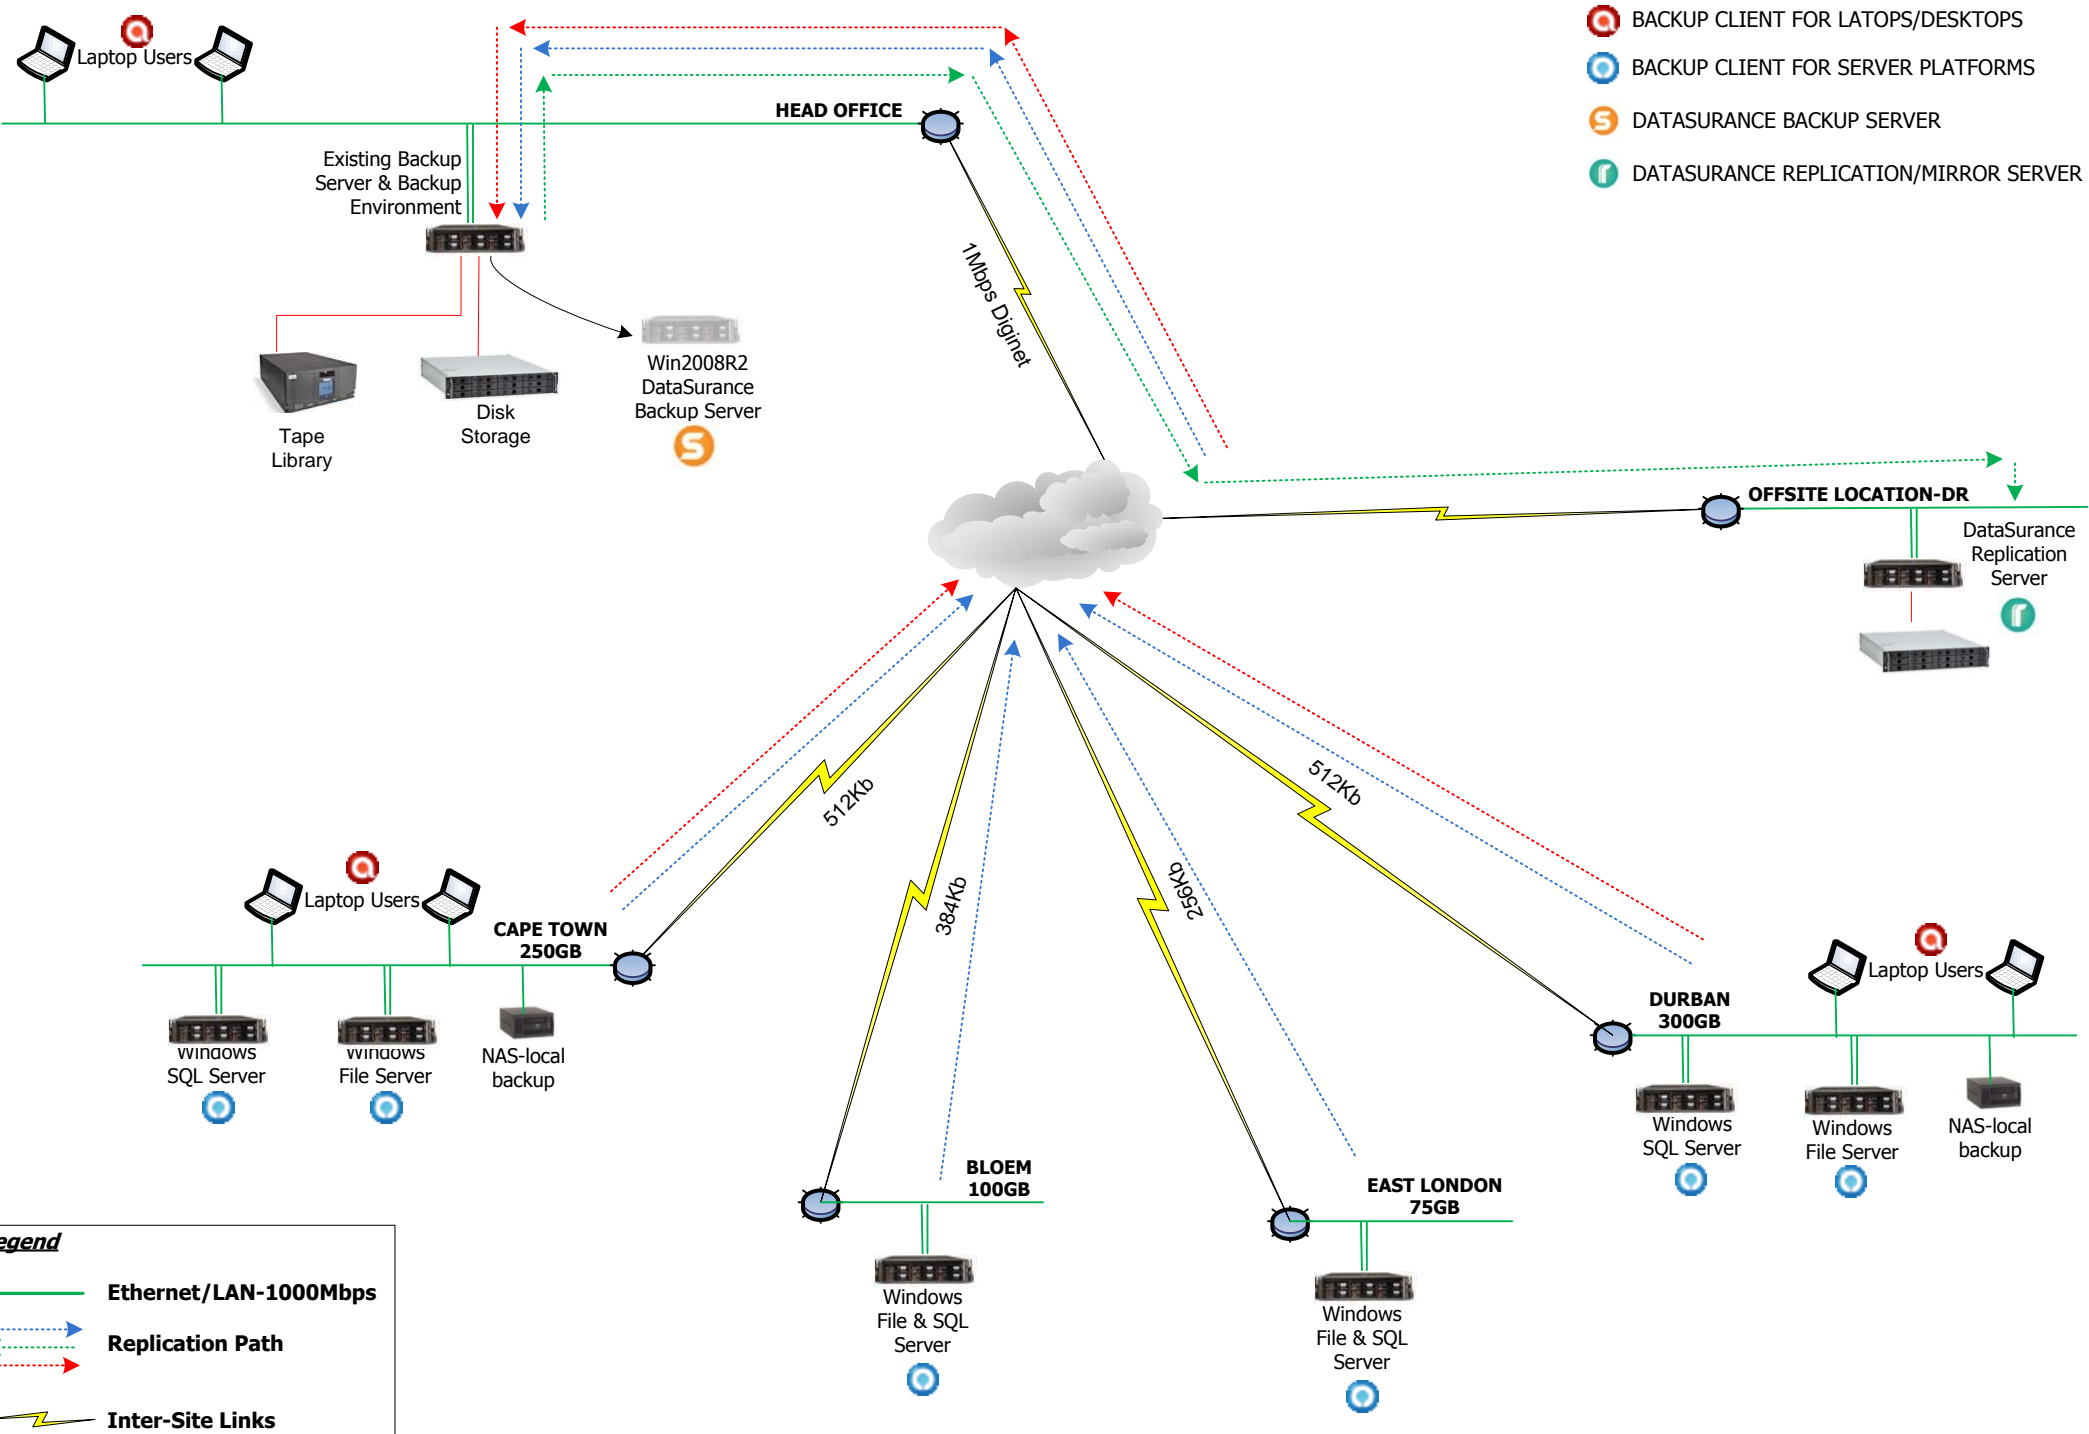 BACKUP CLIENT FOR LATOPS/DESKTOPS
BACKUP CLIENT FOR SERVER PLATFORMS
DATASURANCE BACKUP SERVER
DATASURANCE REPLICATION/MIRROR SERVER
Laptop Users
HEAD OFFICE
Existing Backup
Server & Backup
Environment
1Mbps Diginet
Win2008R2
DataSurance
Backup Server
Disk
Storage
Tape
Library
OFFSITE LOCATION-DR
DataSurance
Replication
Server
512Kb
384Kb
256Kb
512Kb
Laptop Users
CAPE TOWN
250GB
Windows
SQL Server
Windows
File Server
NAS-local
backup
BLOEM
100GB
Windows
File & SQL
Server
EAST LONDON
75GB
Windows
File & SQL
Server
Laptop Users
DURBAN
300GB
Windows
SQL Server
Windows
File Server
NAS-local
backup
egend
Ethernet/LAN-1000Mbps
Replication Path
Inter-Site Links